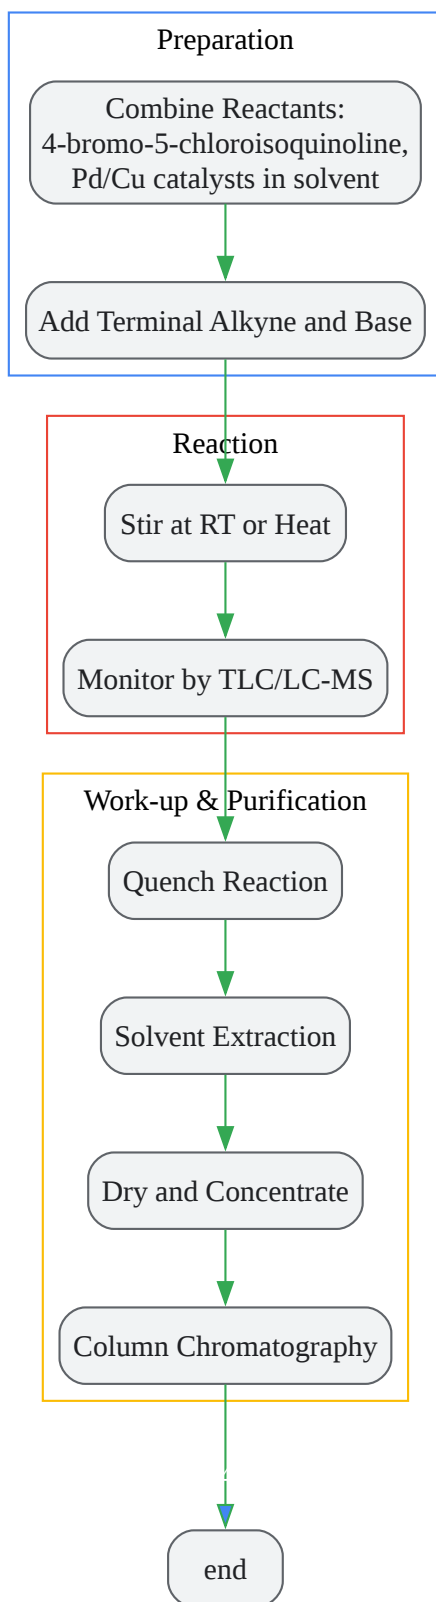 Preparation
Combine Reactants:
4-bromo-5-chloroisoquinoline,
Pd/Cu catalysts in solvent
Add Terminal Alkyne and Base
Reaction
Stir at RT or Heat
Monitor by TLC/LC-MS
Work-up & Purification
Quench Reaction
Solvent Extraction
Dry and Concentrate
Column Chromatography
end